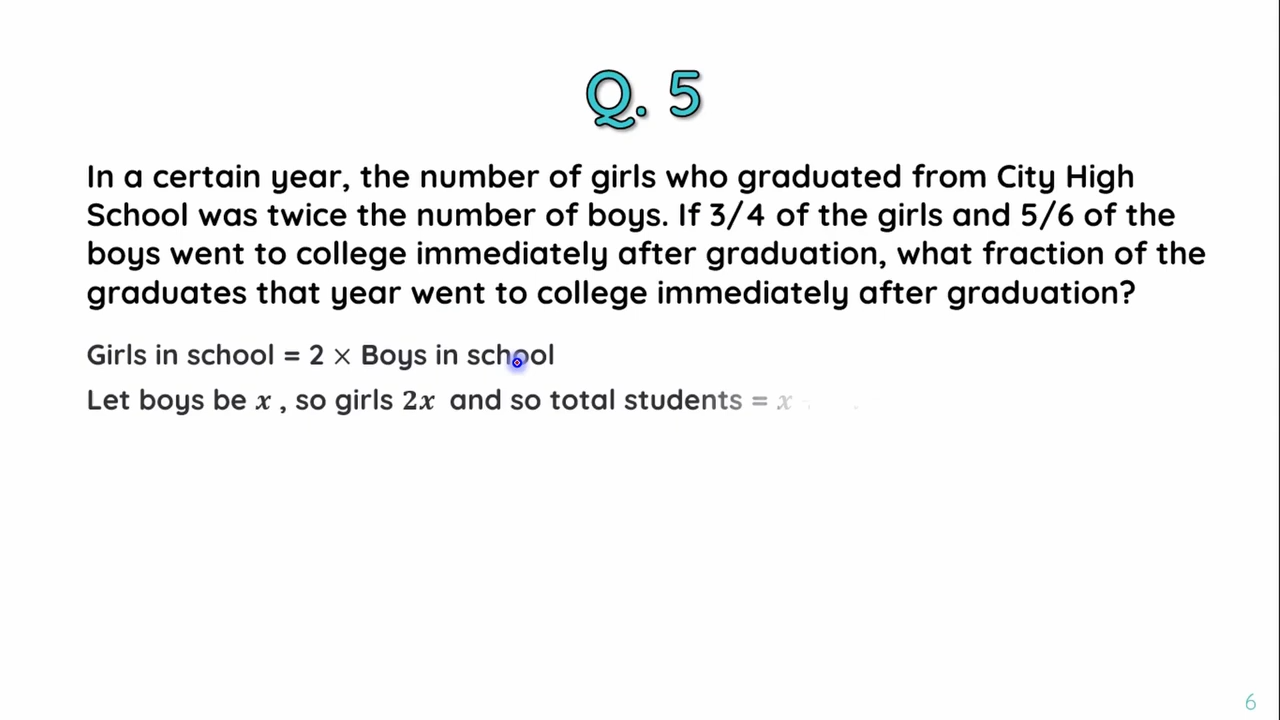 Q. 5
In a certain year, the number of girls who graduated from City High
School was twice the number of boys. If 3/4 of the girls and 5/6 of the
boys went to college immediately after graduation, what fraction of the
graduates that year went to college immediately after graduation?
Girls in school = 2 × Boys in school
Let boys be x , so girls 2x and so total students = x
6